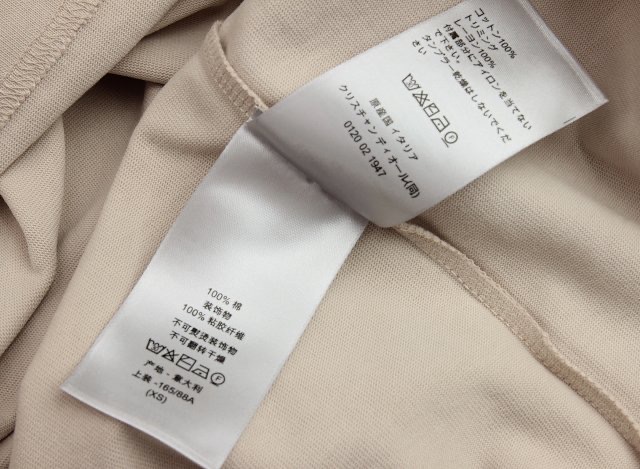 コットン100%
トリミング
レーヨン100%
付属部分にアイロンを当てない
で下さい。
タンブラー乾燥はしないでくだ
さい
原産国 イタリア
クリスチャン ディオール(同)
0120 02 1947
100% 棉
装饰物
100% 粘胶纤维
不可熨烫装饰物
不可翻转干燥
产地 - 意大利
上装 -165/88A
(XS)